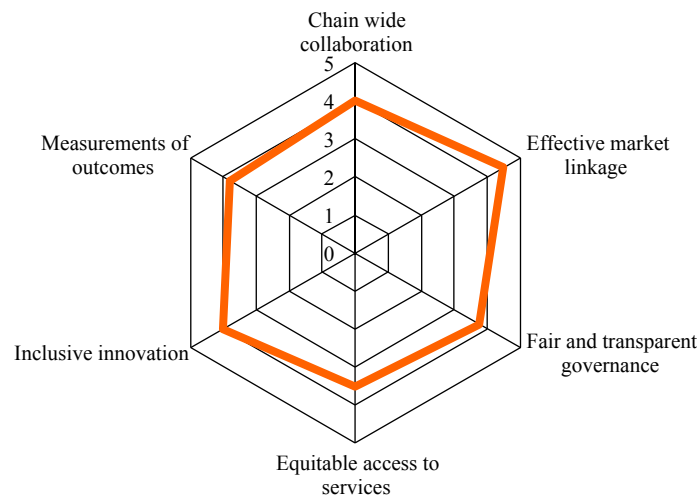 Chain wide
collaboration
5
4
3
2
1
0
Measurements of
outcomes
Effective market
linkage
Inclusive innovation
Fair and transparent
governance
Equitable access to
services